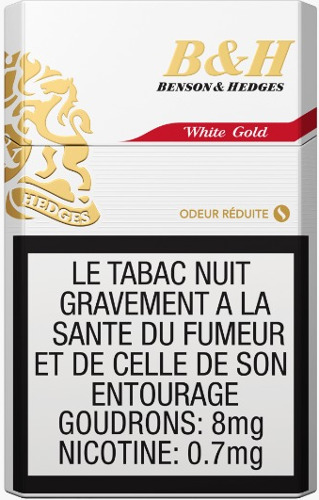 B&H
BENSON & HEDGES
White Gold
HEDGES
ODEUR RÉDUITE
LE TABAC NUIT
GRAVEMENT A LA
SANTE DU FUMEUR
ET DE CELLE DE SON
ENTOURAGE
GOUDRONS: 8mg
NICOTINE: 0.7mg